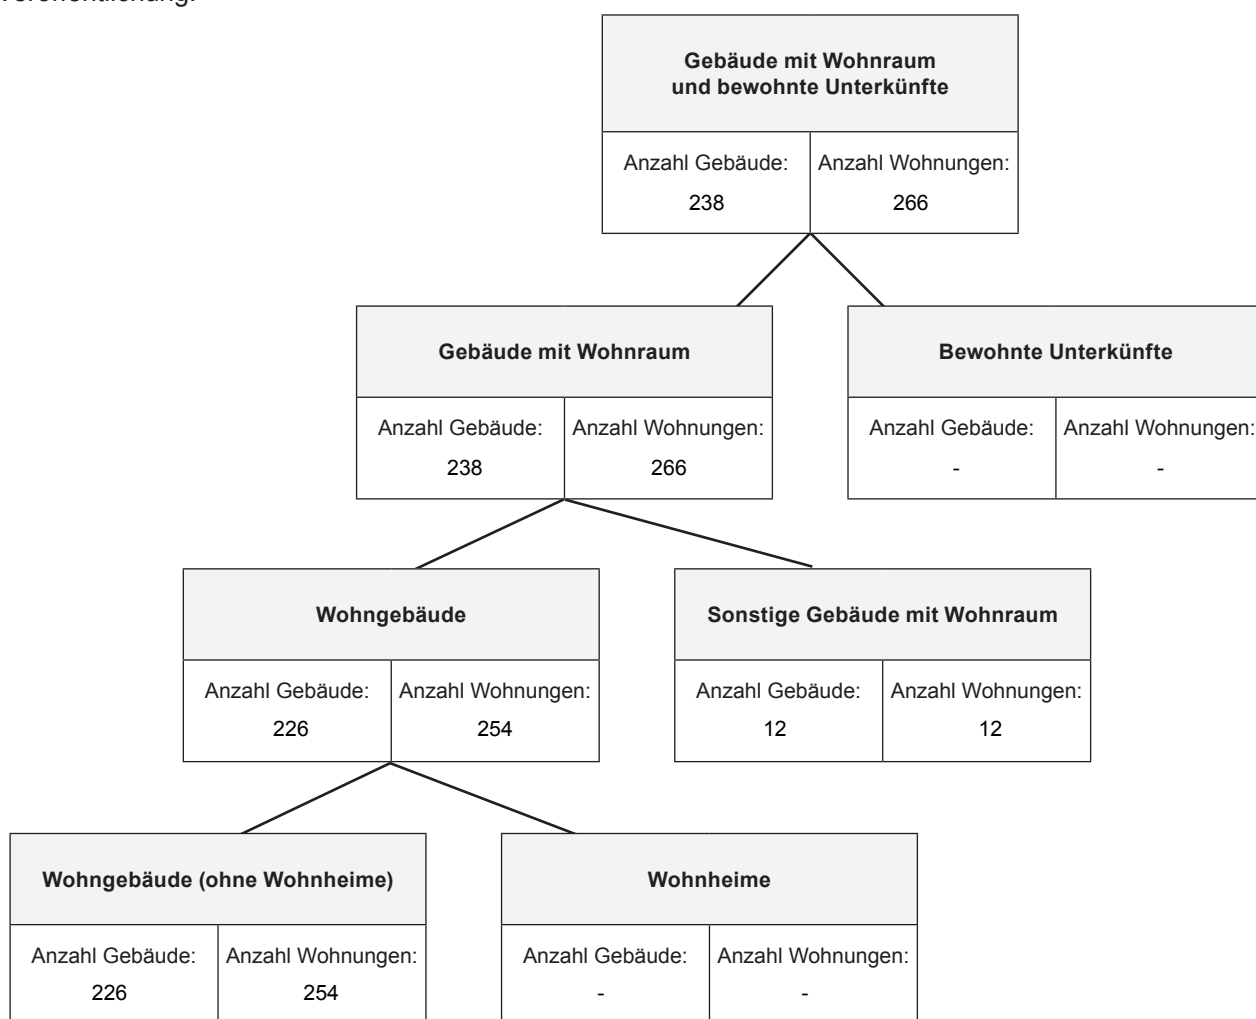 Veröffentlichung.
Gebäude mit Wohnraum
und bewohnte Unterkünfte
Anzahl Gebäude: Anzahl Wohnungen:
238 266
Gebäude mit Wohnraum Bewohnte Unterkünfte
Anzahl Gebäude: Anzahl Wohnungen: Anzahl Gebäude: Anzahl Wohnungen:
238 266 - -
Wohngebäude Sonstige Gebäude mit Wohnraum
Anzahl Gebäude: Anzahl Wohnungen: Anzahl Gebäude: Anzahl Wohnungen:
226 254 12 12
Wohngebäude (ohne Wohnheime) Wohnheime
Anzahl Gebäude: Anzahl Wohnungen: Anzahl Gebäude: Anzahl Wohnungen:
226 254 - -